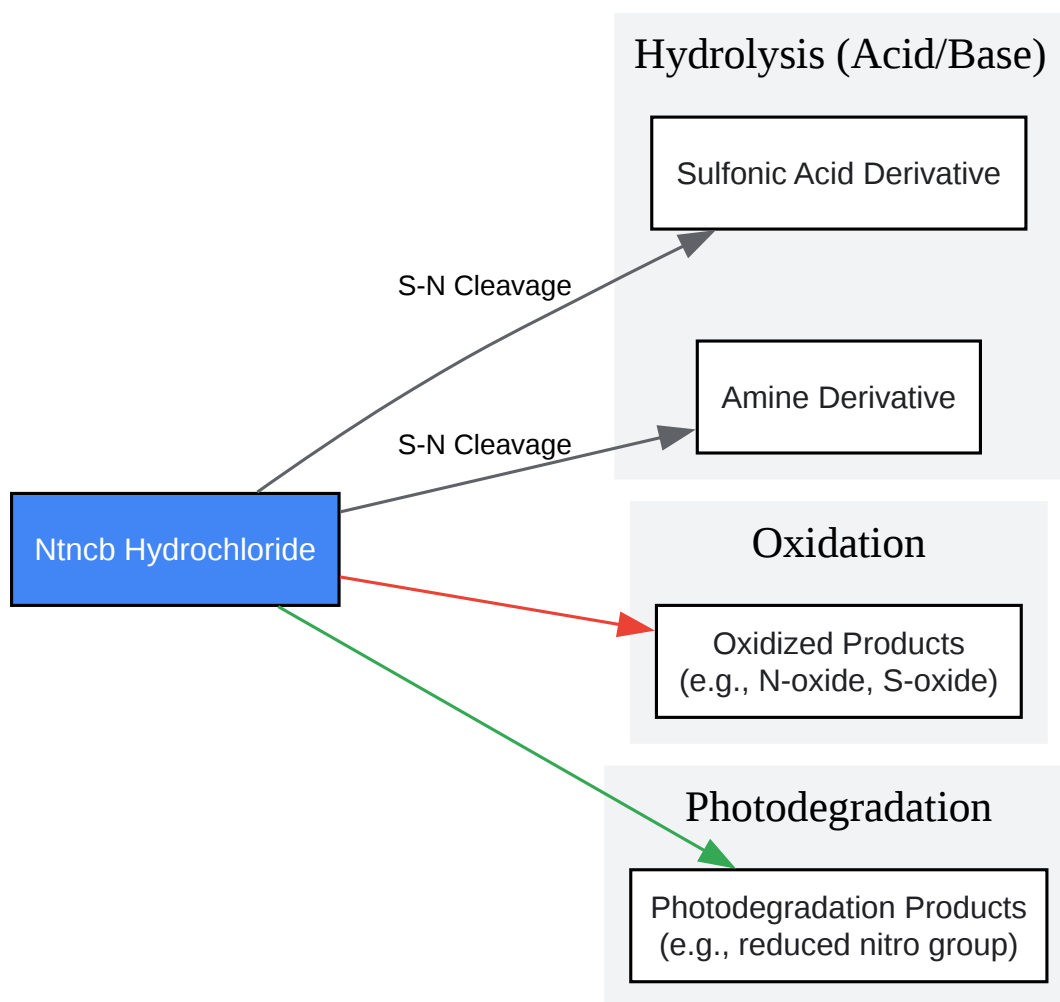 Hydrolysis (Acid/Base)
Sulfonic Acid Derivative
S-N Cleavage
Amine Derivative
S-N Cleavage
Ntncb Hydrochloride
Oxidation
Oxidized Products
(e.g., N-oxide, S-oxide)
Photodegradation
Photodegradation Products
(e.g., reduced nitro group)